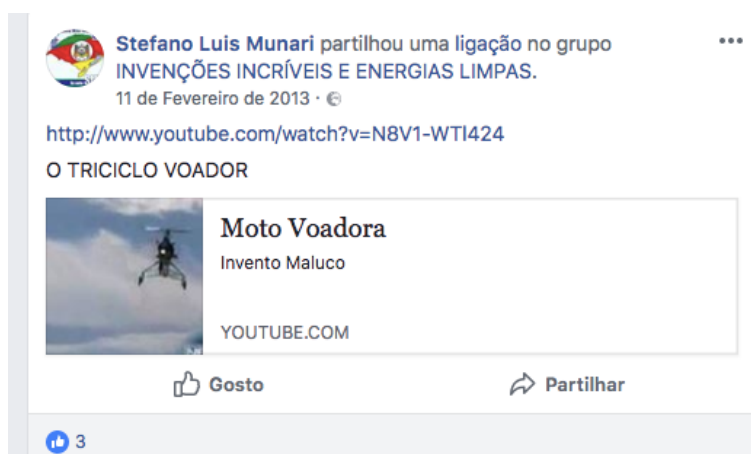 Stefano Luis Munari partilhou uma ligação no grupo
INVENÇÕES INCRÍVEIS E ENERGIAS LIMPAS.
11 de Fevereiro de 2013 ·
http://www.youtube.com/watch?v=N8V1-WTI424
O TRICICLO VOADOR
Moto Voadora
Invento Maluco
YOUTUBE.COM
Gosto
Partilhar
3